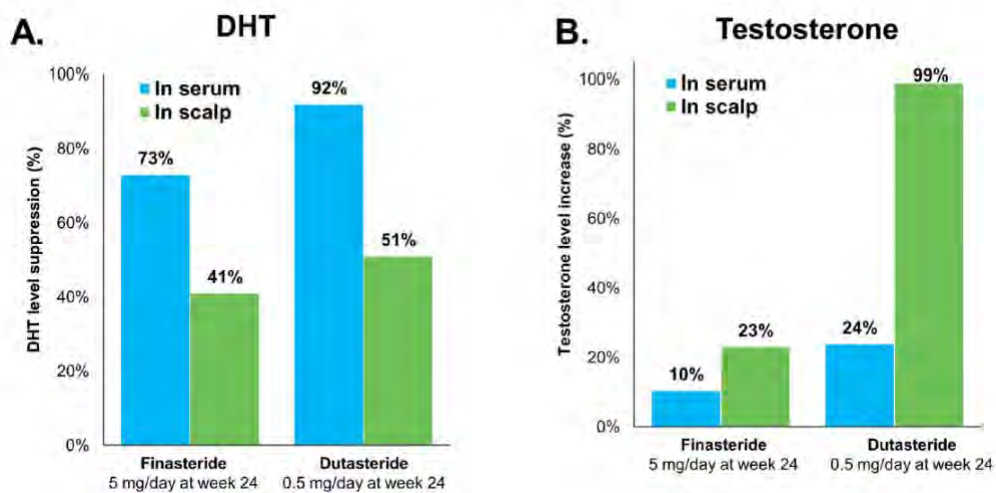 A.
DHT
DHT level suppression (%)
100%
80%
60%
40%
20%
0%
In serum
In scalp
73%
41%
92%
51%
Finasteride
5 mg/day at week 24
Dutasteride
0.5 mg/day at week 24
B.
Testosterone
Testosterone level increase (%)
100%
80%
60%
40%
20%
0%
In serum
In scalp
10%
23%
24%
99%
Finasteride
5 mg/day at week 24
Dutasteride
0.5 mg/day at week 24